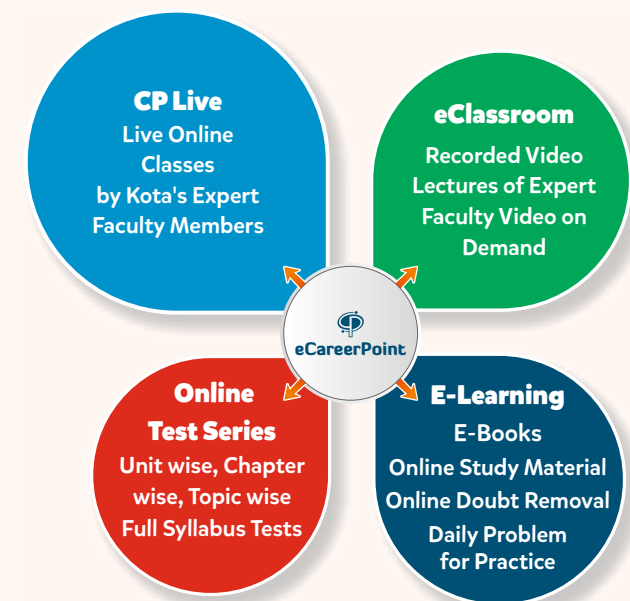 CP Live
Live Online
Classes
by Kota's Expert
Faculty Members
eClassroom
Recorded Video
Lectures of Expert
Faculty Video on
Demand
eCareerPoint
Online
Test Series
Unit wise, Chapter
wise, Topic wise
Full Syllabus Tests
E-Learning
E-Books
Online Study Material
Online Doubt Removal
Daily Problem
for Practice